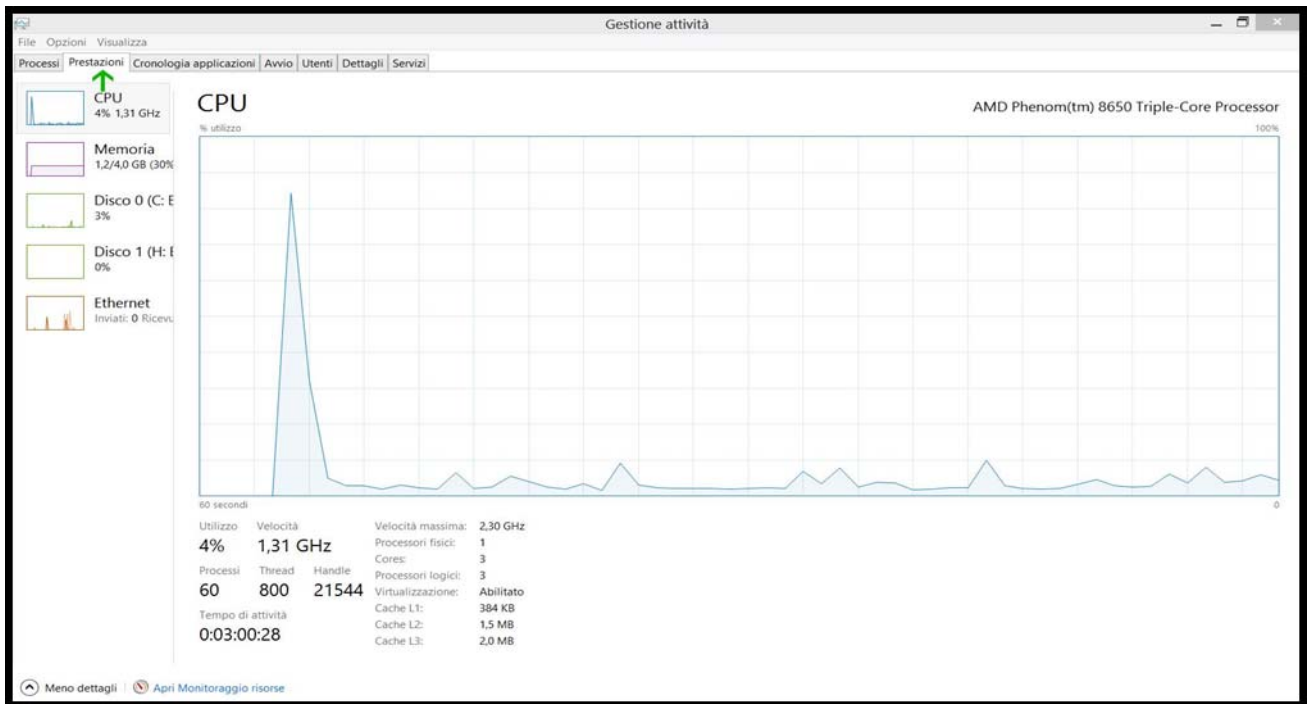 Gestione attività
File Opzioni Visualizza
Processi Prestazioni Cronologia applicazioni Avvio Utenti Dettagli Servizi
CPU
4% 1,31 GHz
Memoria
1,2/4,0 GB (30%
Disco 0 (C: E
3%
Disco 1 (H: E
0%
Ethernet
Inviati: 0 Ricevu
CPU
AMD Phenom(tm) 8650 Triple-Core Processor
% utilizzo
100%
60 secondi
0
Utilizzo Velocità
4% 1,31 GHz
Processi Thread Handle
60 800 21544
Tempo di attività
0:03:00:28
Velocità massima: 2,30 GHz
Processori fisici: 1
Cores: 3
Processori logici: 3
Virtualizzazione: Abilitato
Cache L1: 384 KB
Cache L2: 1,5 MB
Cache L3: 2,0 MB
Meno dettagli Apri Monitoraggio risorse